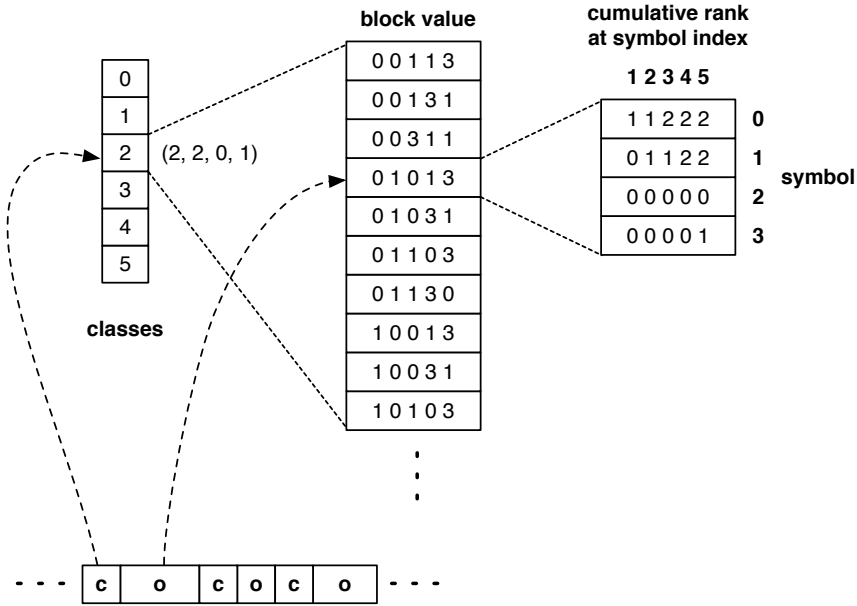 block value
cumulative rank
at symbol index
1 2 3 4 5
0
1
2
3
4
5
(2, 2, 0, 1)
classes
0 0 1 1 3
0 0 1 3 1
0 0 3 1 1
0 1 0 1 3
0 1 0 3 1
0 1 1 0 3
0 1 1 3 0
1 0 0 1 3
1 0 0 3 1
1 0 1 0 3
1 1 2 2 2 0
0 1 1 2 2 1
0 0 0 0 0 2
0 0 0 0 1 3
symbol
c o c o c o